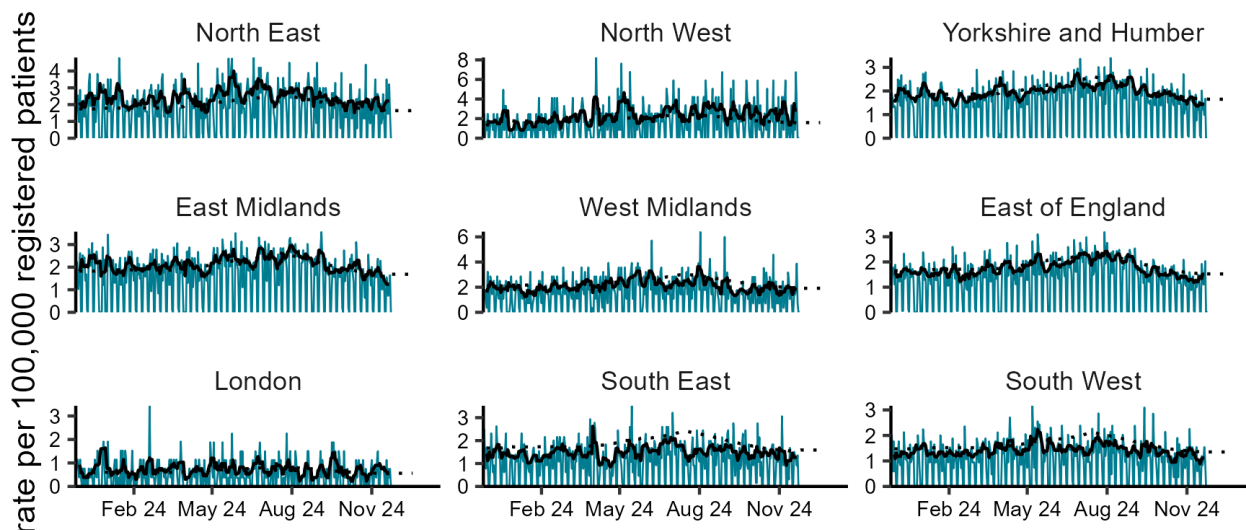 rate per 100,000 registered patients
North East
North West
Yorkshire and Humber
4
3
2
1
0
8
6
4
2
0
3
2
1
0
East Midlands
West Midlands
East of England
3
2
1
0
6
4
2
0
3
2
1
0
London
South East
South West
3
2
1
0
3
2
1
0
3
2
1
0
Feb 24 May 24 Aug 24 Nov 24
Feb 24 May 24 Aug 24 Nov 24
Feb 24 May 24 Aug 24 Nov 24